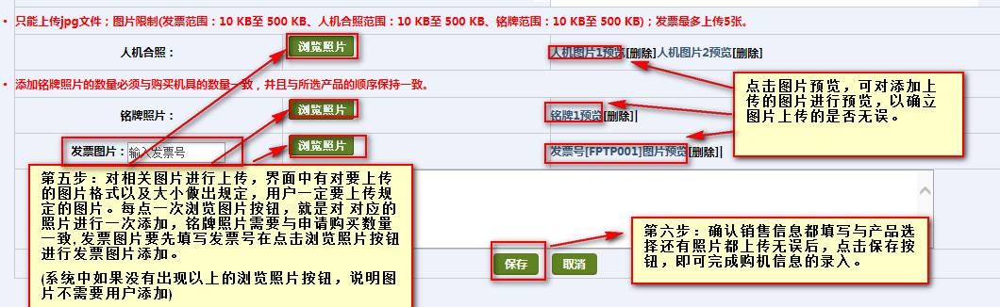 • 只能上传jpg文件；图片限制(发票范围：10 KB至 500 KB、人机合照范围：10 KB至 500 KB、铭牌范围：10 KB至 500 KB)；发票最多上传5张。
人机合照： 浏览照片 人机图片1预览[删除]人机图片2预览[删除]
• 添加铭牌照片的数量必须与购买机具的数量一致，并且与所选产品的顺序保持一致。
铭牌照片： 浏览照片 铭牌1预览[删除]|
发票图片： 输入发票号 浏览照片 发票号[FPTP001]图片预览[删除]|
点击图片预览，可对添加上
传的图片进行预览，以确立
图片上传的是否无误。
第五步：对相关图片进行上传，界面中有对要上传
的图片格式以及大小做出规定，用户一定要上传规
定的图片。每点一次浏览图片按钮，就是对 对应的
照片进行一次添加，铭牌照片需要与申请购买数量
一致,发票图片要先填写发票号在点击浏览照片按钮
进行发票图片添加。
(系统中如果没有出现以上的浏览照片按钮，说明图
片不需要用户添加)
保存 取消
第六步：确认销售信息都填写与产品选
择还有照片都上传无误后，点击保存按
钮，即可完成购机信息的录入。